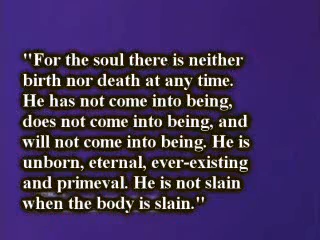 "For the soul there is neither
birth nor death at any time.
He has not come into being,
does not come into being, and
will not come into being. He is
unborn, eternal, ever-existing
and primeval. He is not slain
when the body is slain."